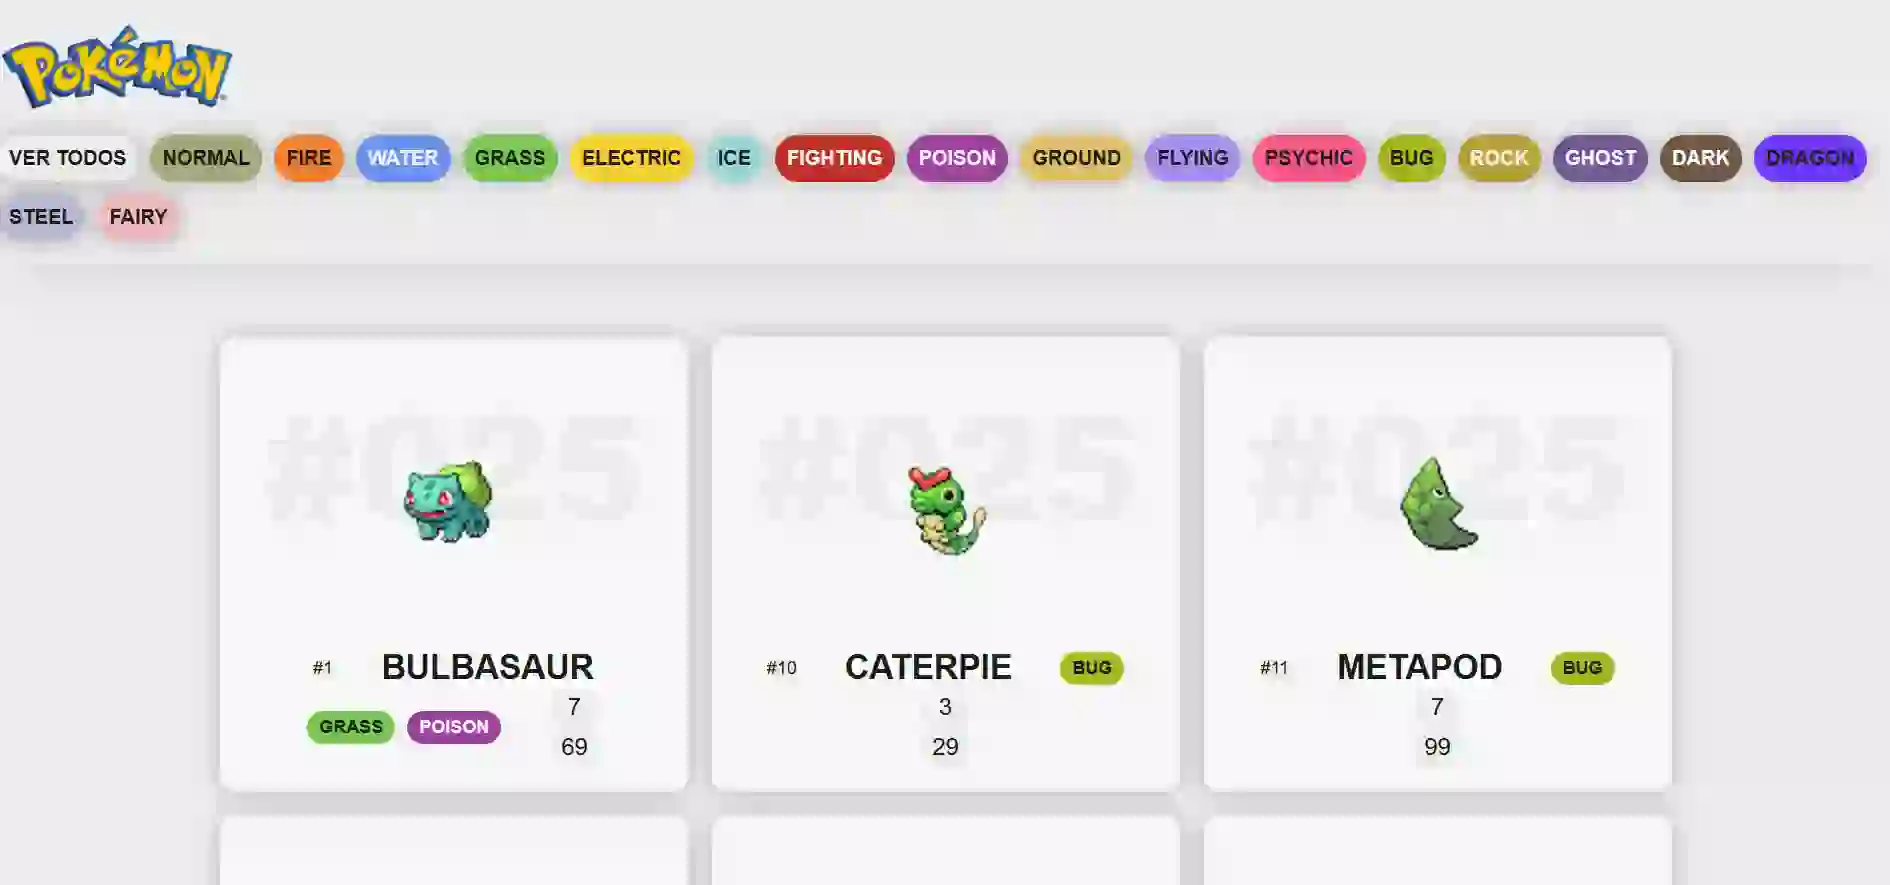 POKéMON
VER TODOS NORMAL FIRE WATER GRASS ELECTRIC ICE FIGHTING POISON GROUND FLYING PSYCHIC BUG ROCK GHOST DARK DRAGON
STEEL FAIRY
#025 #025 #025
#1 BULBASAUR
GRASS POISON
7
69
#10 CATERPIE BUG
3
29
#11 METAPOD BUG
7
99